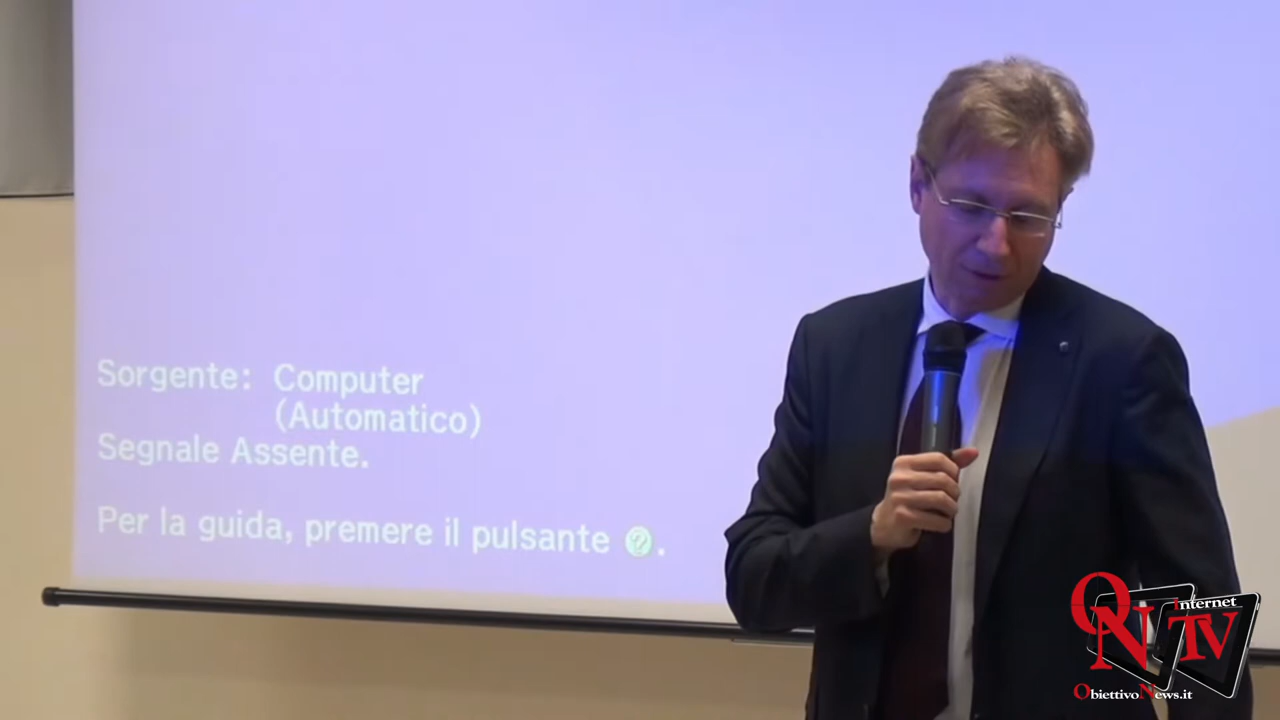 Sorgente: Computer
(Automatico)
Segnale Assente.
Per la guida, premere il pulsante ?.
ON Internet TV
ObiettivoNews.it